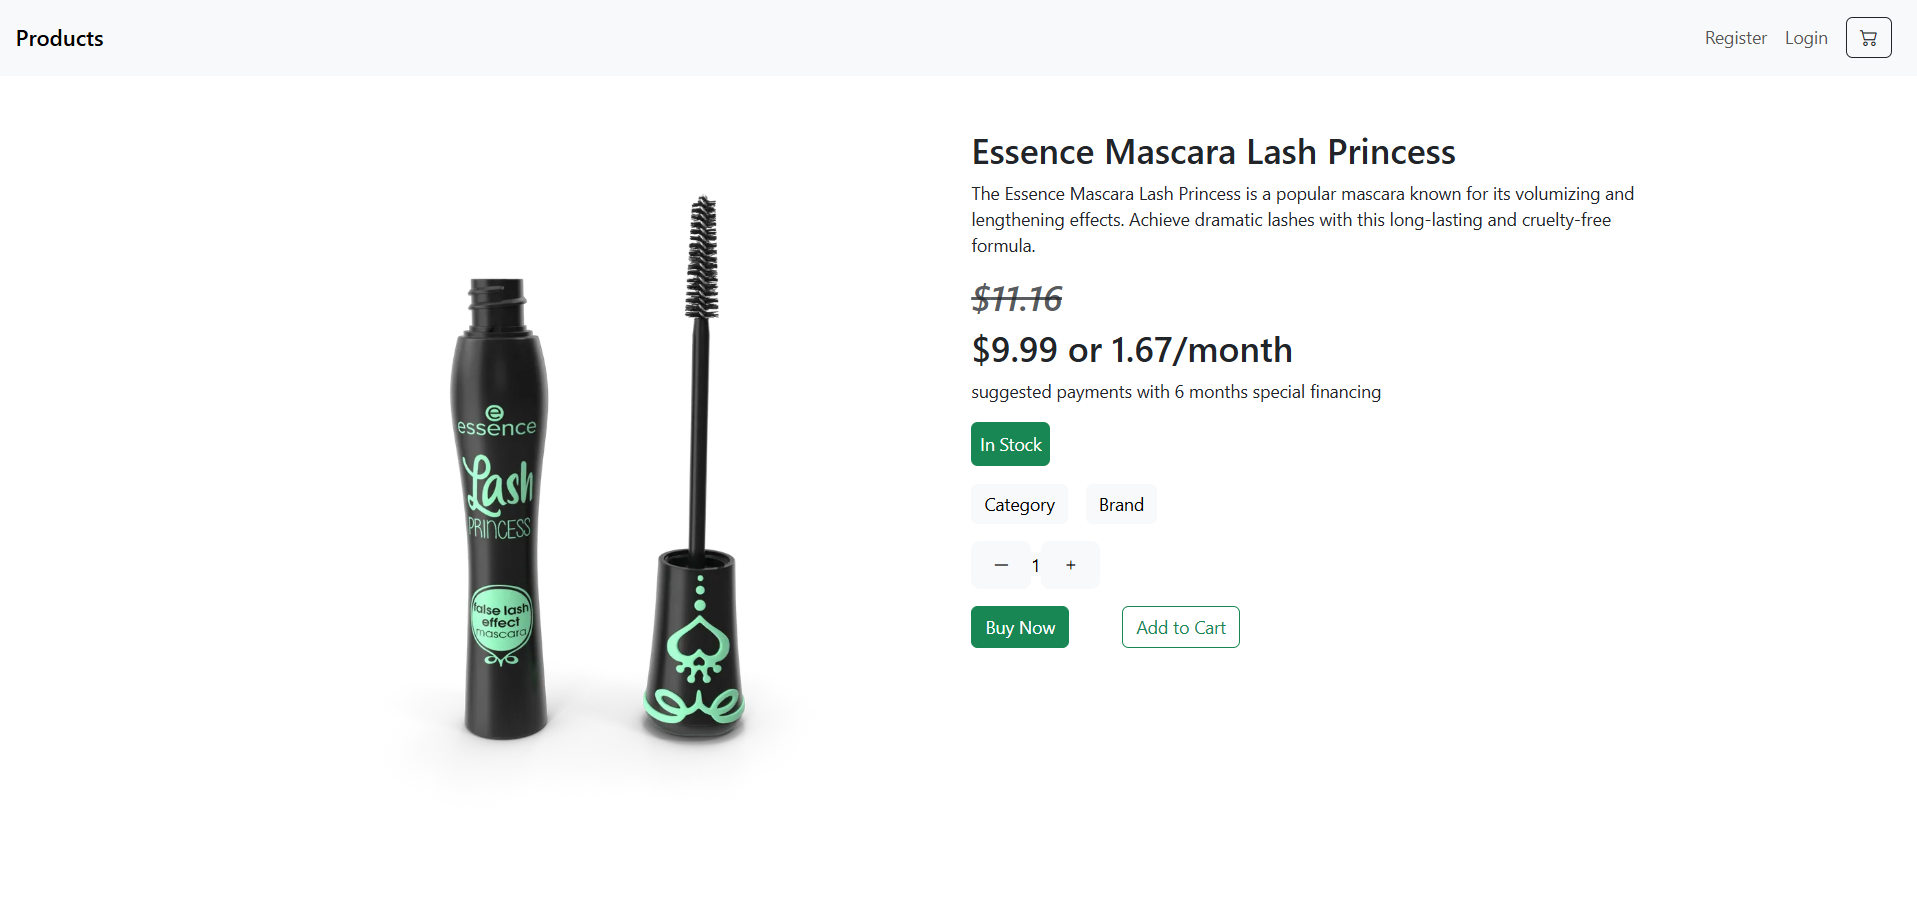 Products
Register
Login
Essence Mascara Lash Princess
The Essence Mascara Lash Princess is a popular mascara known for its volumizing and
lengthening effects. Achieve dramatic lashes with this long-lasting and cruelty-free
formula.
$11.16
$9.99 or 1.67/month
suggested payments with 6 months special financing
In Stock
Category
Brand
— 1 +
Buy Now
Add to Cart
e
essence
Lash
PRINCESS
false lash
effect
mascara